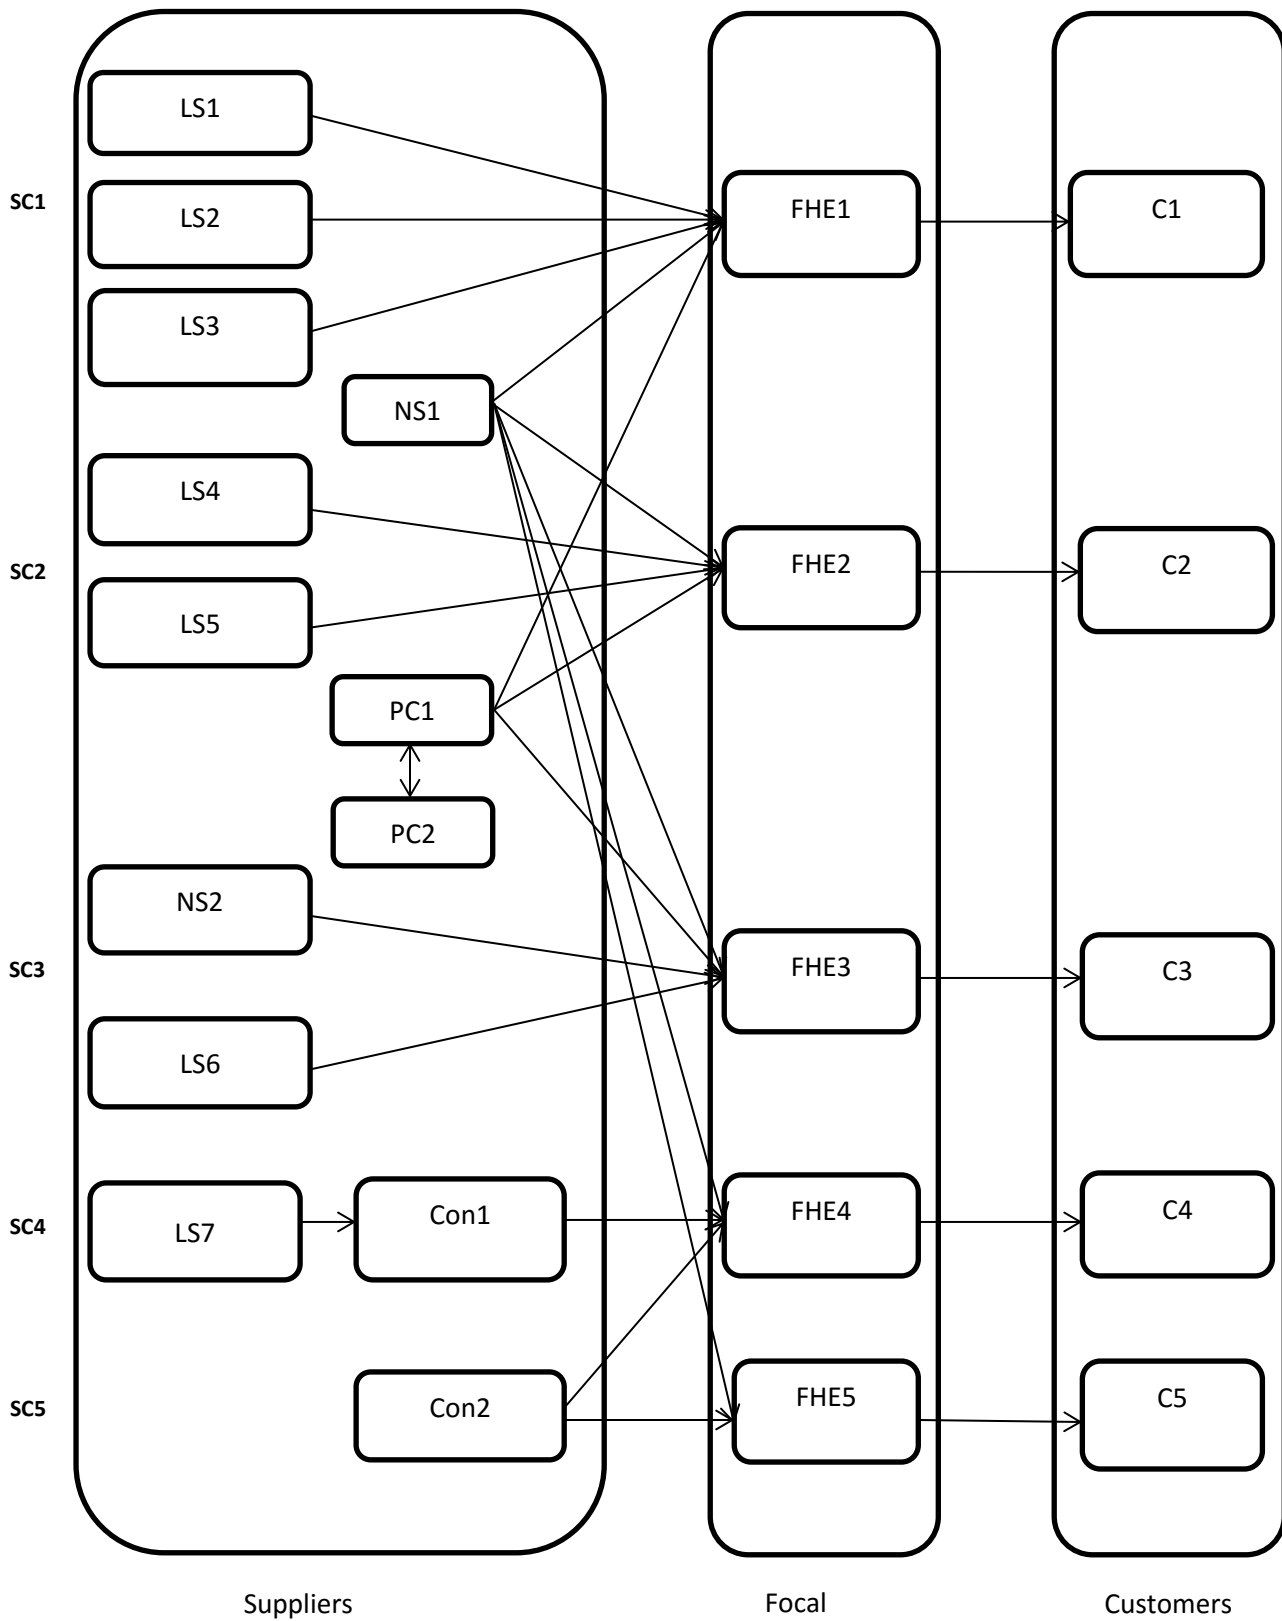 LS1
SC1
LS2
FHE1
C1
LS3
NS1
LS4
SC2
FHE2
C2
LS5
PC1
PC2
NS2
SC3
FHE3
C3
LS6
SC4
LS7
Con1
FHE4
C4
SC5
Con2
FHE5
C5
Suppliers
Focal
Customers